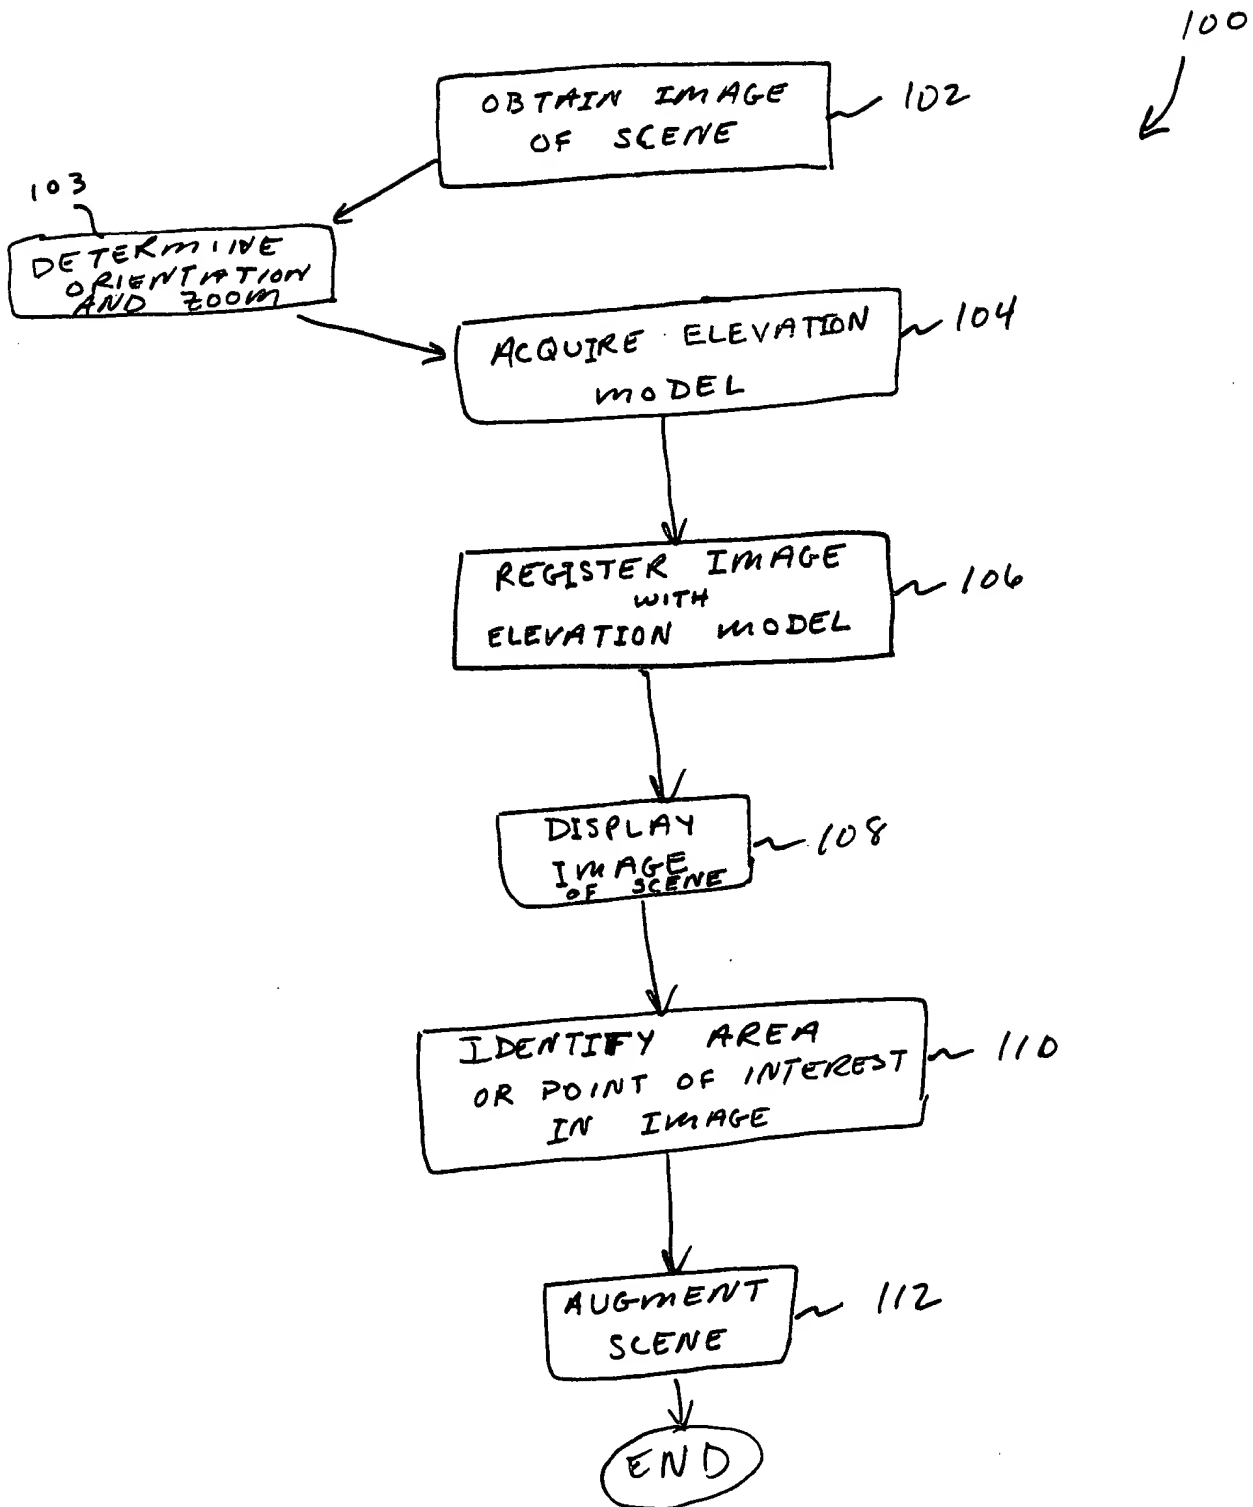 100
OBTAIN IMAGE
OF SCENE
102
103
DETERMINE
ORIENTATION
AND ZOOM
ACQUIRE ELEVATION
MODEL
104
REGISTER IMAGE
WITH
ELEVATION MODEL
106
DISPLAY
IMAGE
OF SCENE
108
IDENTIFY AREA
OR POINT OF INTEREST
IN IMAGE
110
AUGMENT
SCENE
112
END